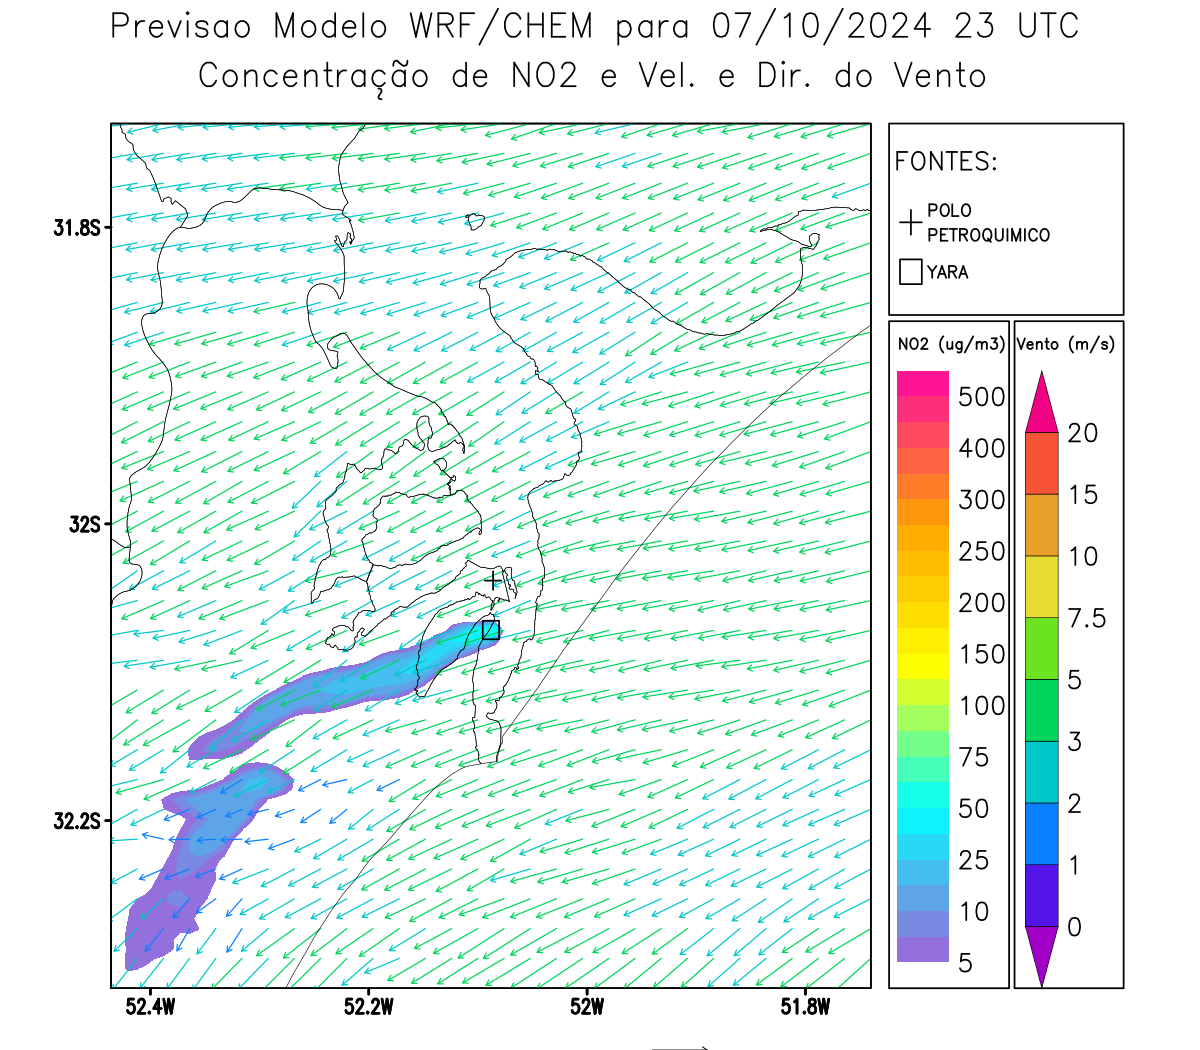 Previsao Modelo WRF/CHEM para 07/10/2024 23 UTC
Concentração de NO2 e Vel. e Dir. do Vento
FONTES:
POLO
PETROQUIMICO
YARA
NO2 (ug/m3)
500
400
300
250
200
150
100
75
50
25
10
5
Vento (m/s)
20
15
10
7.5
5
3
2
1
0
31.8S
32S
32.2S
52.4W 52.2W 52W 51.8W